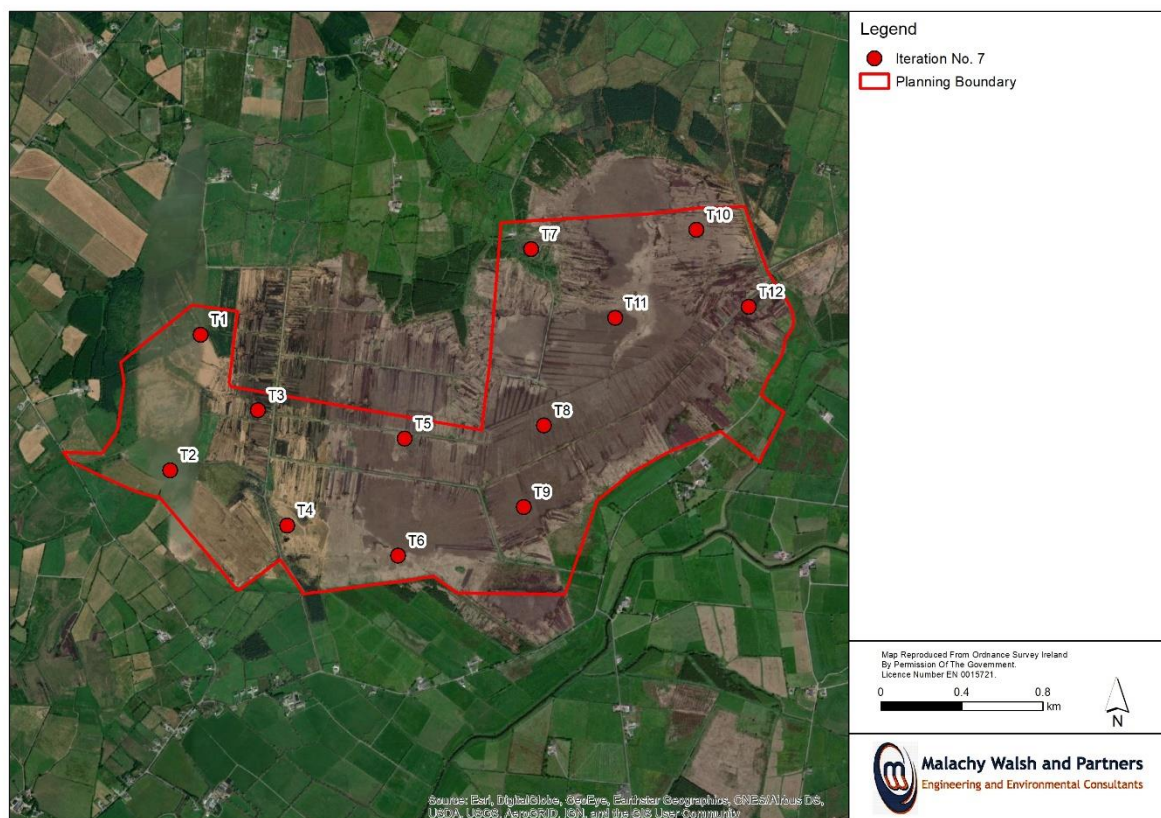 Legend
Iteration No. 7
Planning Boundary
T10
T7
T12
T11
T1
T3
T8
T5
T2
T9
T4
T6
Map Reproduced From Ordnance Survey Ireland
By Permission Of The Government.
Licence Number EN 0015721.
0 0.4 0.8
km
N
Malachy Walsh and Partners
Engineering and Environmental Consultants
Source: Esri, DigitalGlobe, GeoEye, Earthstar Geographics, CNES/Airbus DS,
USDA, USGS, AeroGRID, IGN, and the GIS User Community